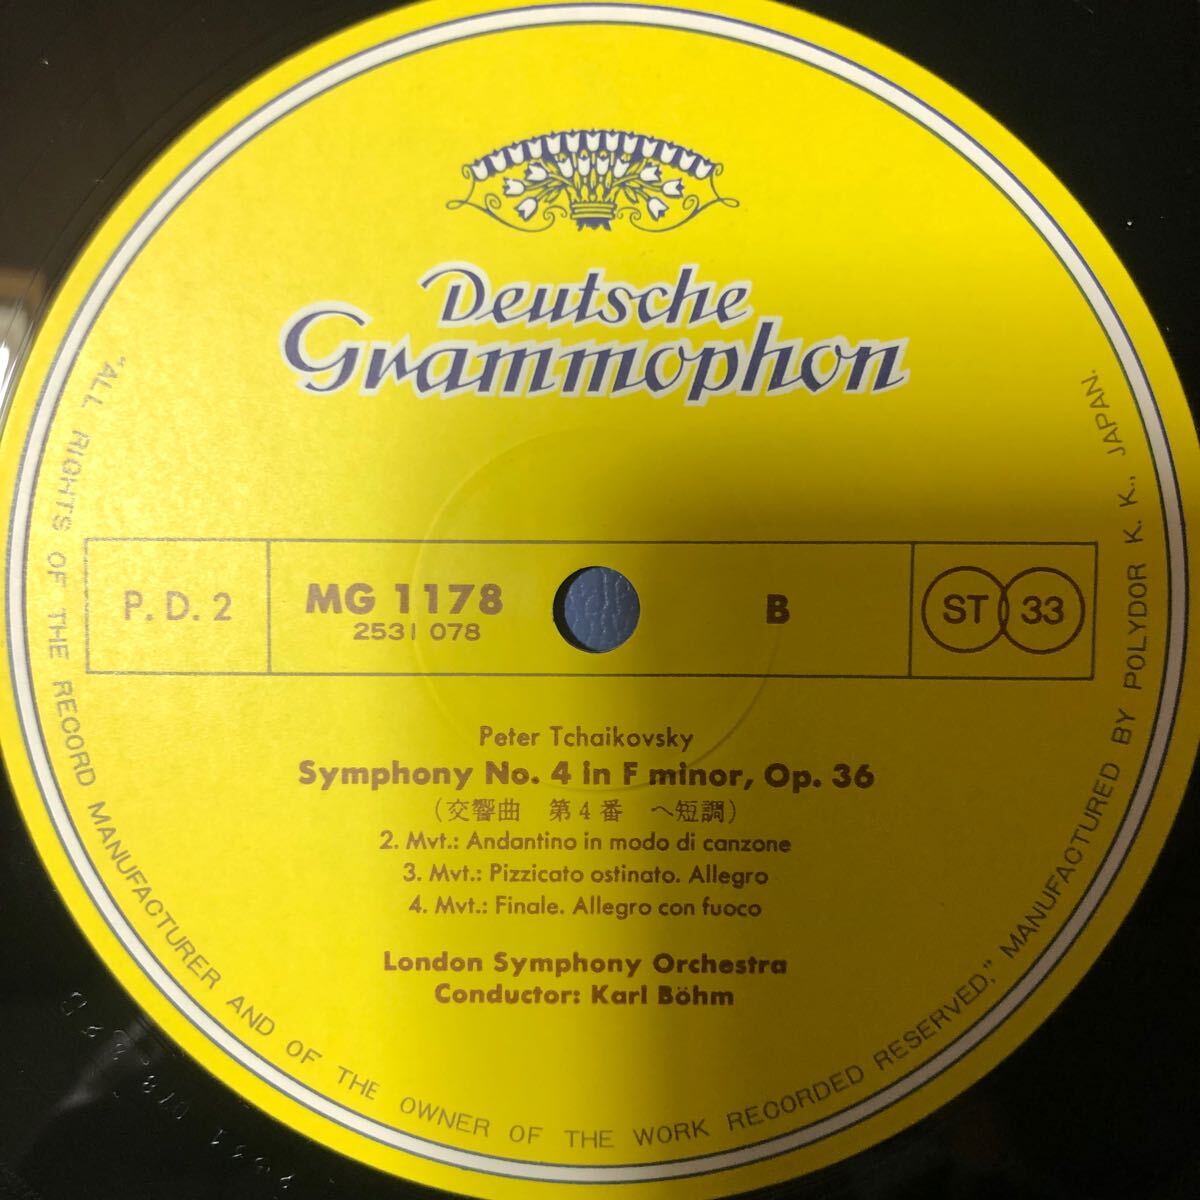 Deutsche
Grammophon
P. D. 2
MG 1178
2531 078
B
ST 33
Peter Tchaikovsky
Symphony No. 4 in F minor, Op. 36
(交響曲 第4番 ヘ短調)
2. Mvt.: Andantino in modo di canzone
3. Mvt.: Pizzicato ostinato. Allegro
4. Mvt.: Finale. Allegro con fuoco
London Symphony Orchestra
Conductor: Karl Böhm
"ALL RIGHTS OF THE RECORD MANUFACTURER AND OF THE OWNER OF THE WORK RECORDED RESERVED," MANUFACTURED BY POLYDOR K. K., JAPAN.